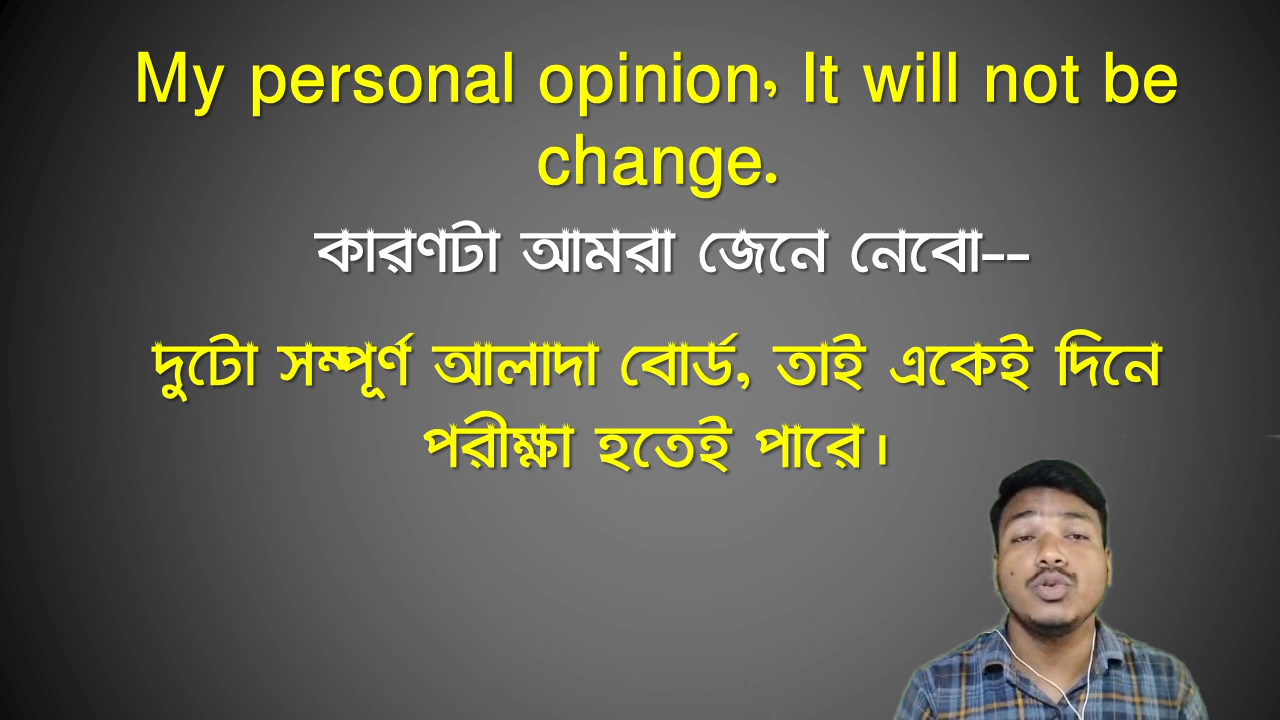 My personal opinion, It will not be
change.
কারণটা আমরা জেনে নেবো--
দুটো সম্পূর্ণ আলাদা বোর্ড, তাই একেই দিনে
পরীক্ষা হতেই পারে।